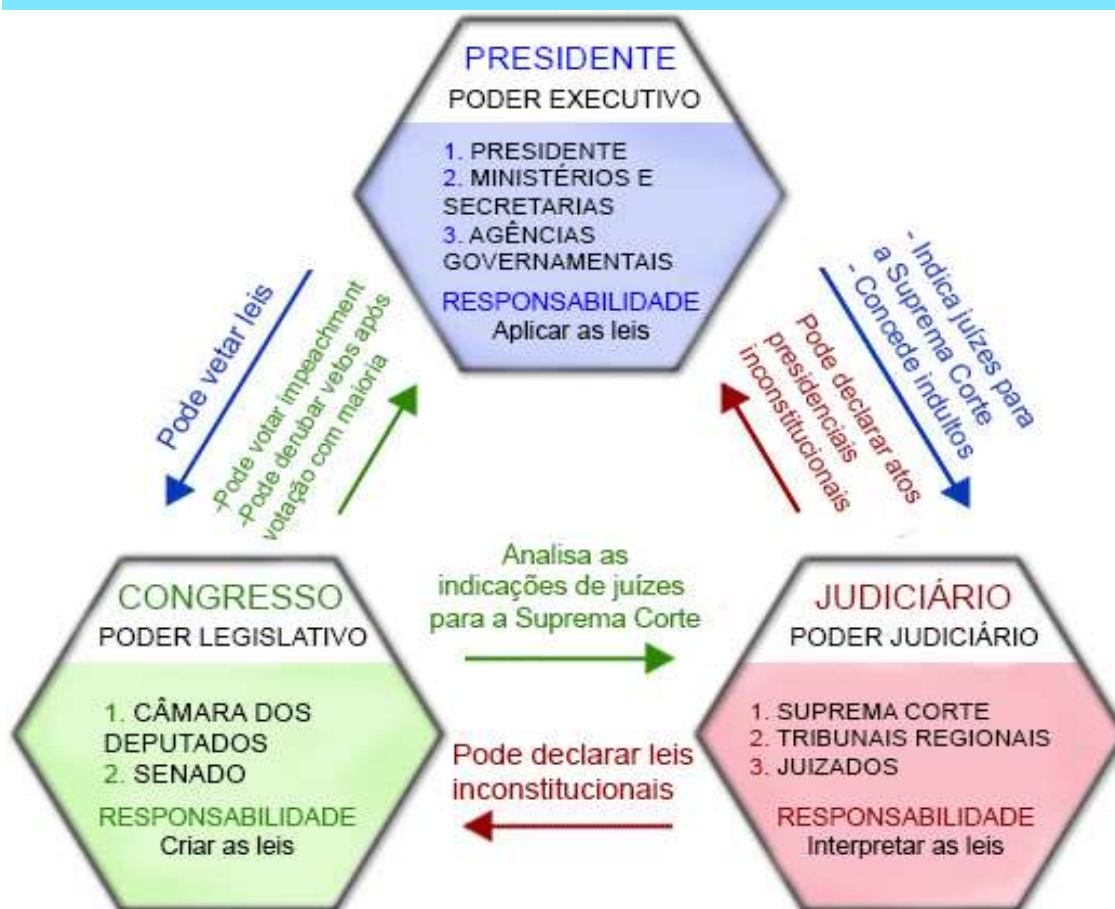 PRESIDENTE
PODER EXECUTIVO
1. PRESIDENTE
2. MINISTÉRIOS E
SECRETARIAS
3. AGÊNCIAS
GOVERNAMENTAIS
RESPONSABILIDADE
Aplicar as leis
Pode vetar leis
-Pode votar impeachment
-Pode derubar vetos após
votação com maioria
Pode declarar atos
presidenciais
inconstitucionais
- Indica juízes para
a Suprema Corte
- Concede indultos
Analisa as
indicações de juízes
para a Suprema Corte
Pode declarar leis
inconstitucionais
CONGRESSO
PODER LEGISLATIVO
1. CÂMARA DOS
DEPUTADOS
2. SENADO
RESPONSABILIDADE
Criar as leis
JUDICIÁRIO
PODER JUDICIÁRIO
1. SUPREMA CORTE
2. TRIBUNAIS REGIONAIS
3. JUIZADOS
RESPONSABILIDADE
Interpretar as leis